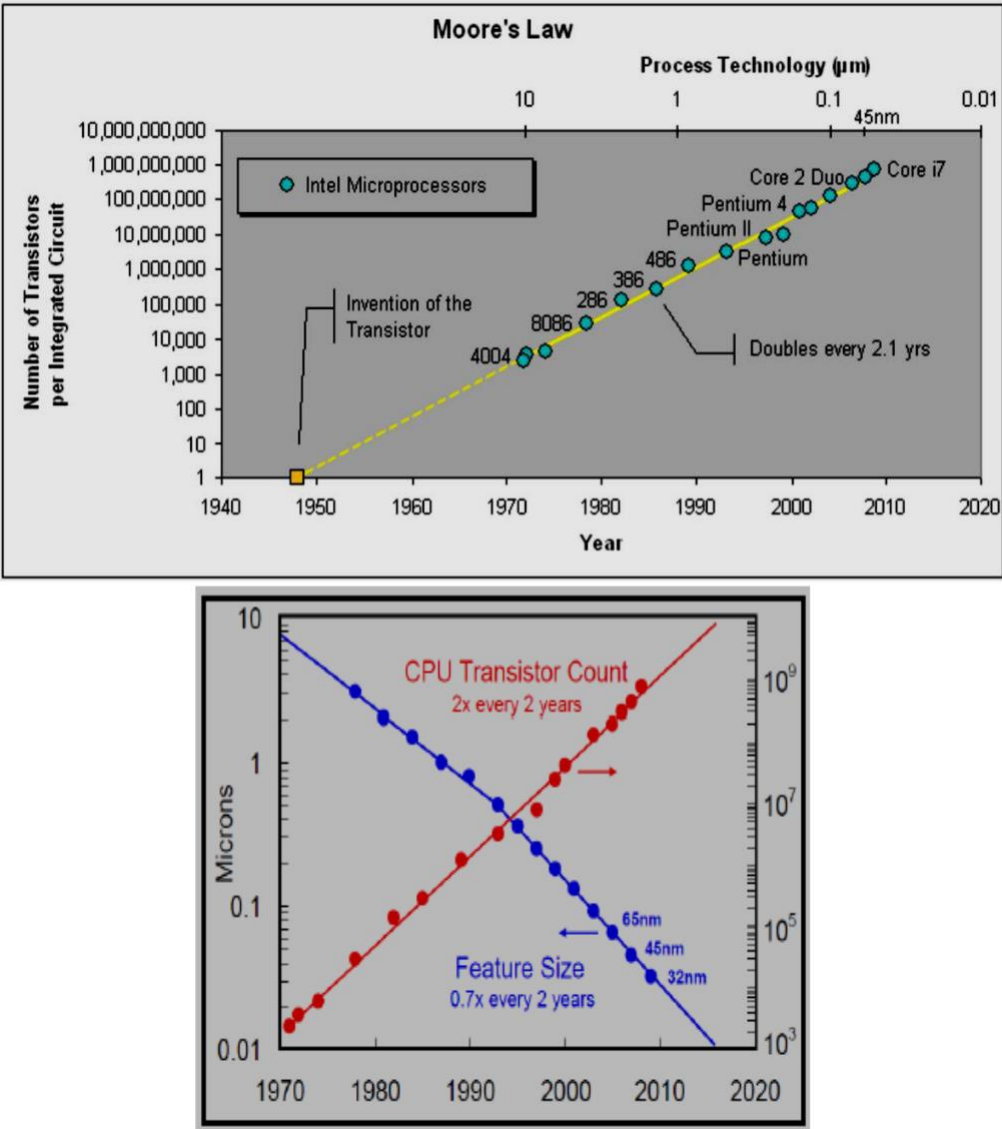 Moore's Law
Process Technology (µm)
10 1 0.1 0.01
45nm
10,000,000,000
1,000,000,000
100,000,000
10,000,000
1,000,000
100,000
10,000
1,000
100
10
1
Number of Transistors
per Integrated Circuit
Intel Microprocessors
Core 2 Duo
Core i7
Pentium 4
Pentium II
Pentium
486
386
286
8086
4004
Invention of the
Transistor
Doubles every 2.1 yrs
1940 1950 1960 1970 1980 1990 2000 2010 2020
Year
10
1
0.1
0.01
Microns
CPU Transistor Count
2x every 2 years
10⁹
10⁷
10⁵
10³
65nm
45nm
32nm
Feature Size
0.7x every 2 years
1970 1980 1990 2000 2010 2020